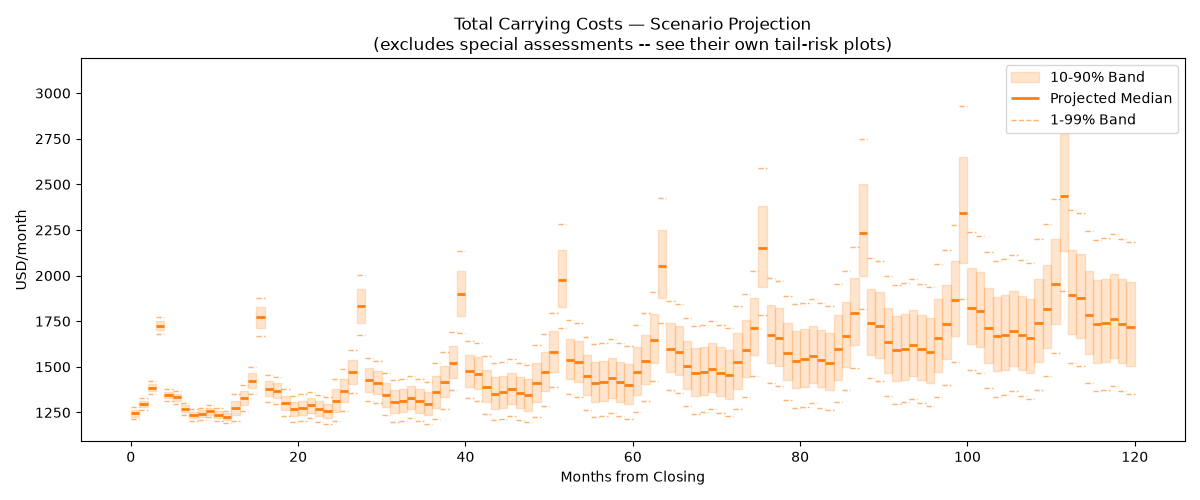 Total Carrying Costs — Scenario Projection
(excludes special assessments -- see their own tail-risk plots)
10-90% Band
Projected Median
1-99% Band
USD/month
3000
2750
2500
2250
2000
1750
1500
1250
0
20
40
60
80
100
120
Months from Closing